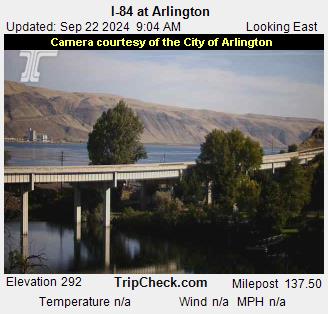 I-84 at Arlington
Updated: Sep 22 2024 9:04 AM Looking East
Camera courtesy of the City of Arlington
Elevation 292 TripCheck.com Milepost 137.50
Temperature n/a Wind n/a MPH n/a